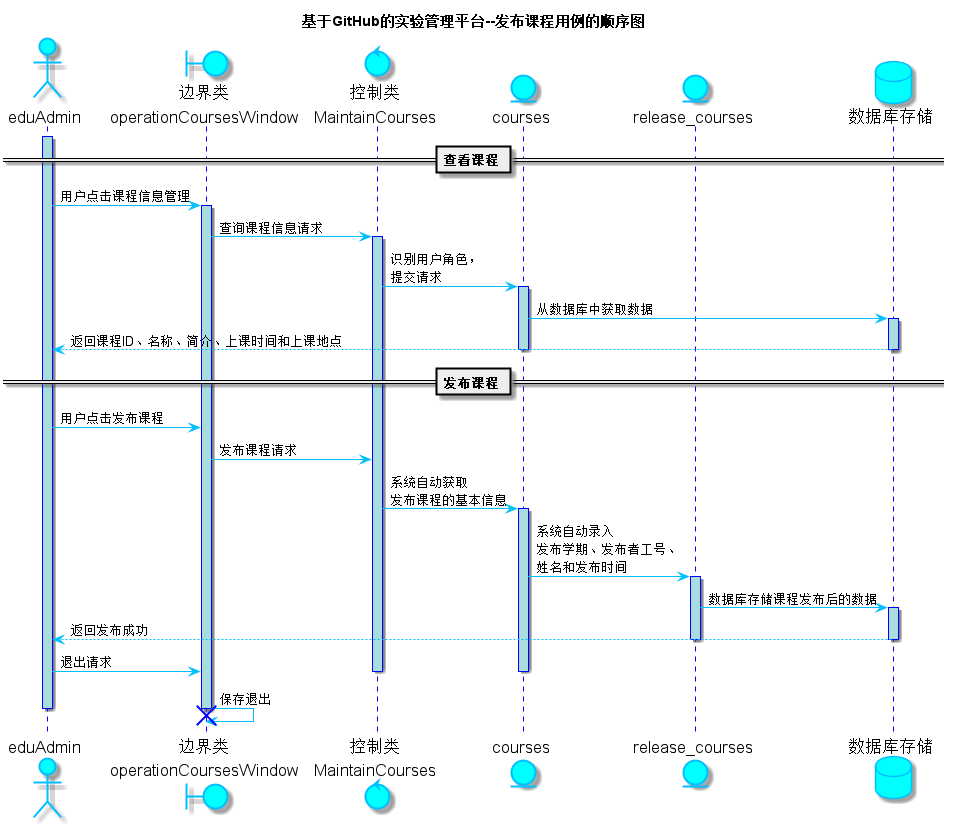 基于GitHub的实验管理平台--发布课程用例的顺序图
eduAdmin
边界类
operationCoursesWindow
控制类
MaintainCourses
courses
release_courses
数据库存储
查看课程
用户点击课程信息管理
查询课程信息请求
识别用户角色，
提交请求
从数据库中获取数据
返回课程ID、名称、简介、上课时间和上课地点
发布课程
用户点击发布课程
发布课程请求
系统自动获取
发布课程的基本信息
系统自动录入
发布学期、发布者工号、
姓名和发布时间
数据库存储课程发布后的数据
返回发布成功
退出请求
保存退出
eduAdmin
边界类
operationCoursesWindow
控制类
MaintainCourses
courses
release_courses
数据库存储